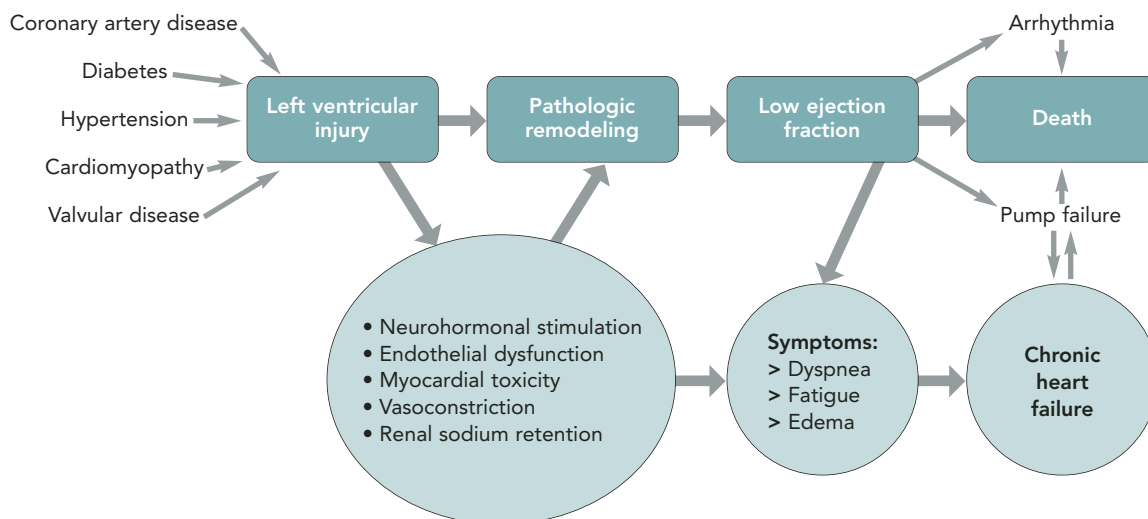 Coronary artery disease
Diabetes
Hypertension
Cardiomyopathy
Valvular disease
Left ventricular
injury
Pathologic
remodeling
Low ejection
fraction
Arrhythmia
Death
Pump failure
• Neurohormonal stimulation
• Endothelial dysfunction
• Myocardial toxicity
• Vasoconstriction
• Renal sodium retention
Symptoms:
> Dyspnea
> Fatigue
> Edema
Chronic
heart
failure